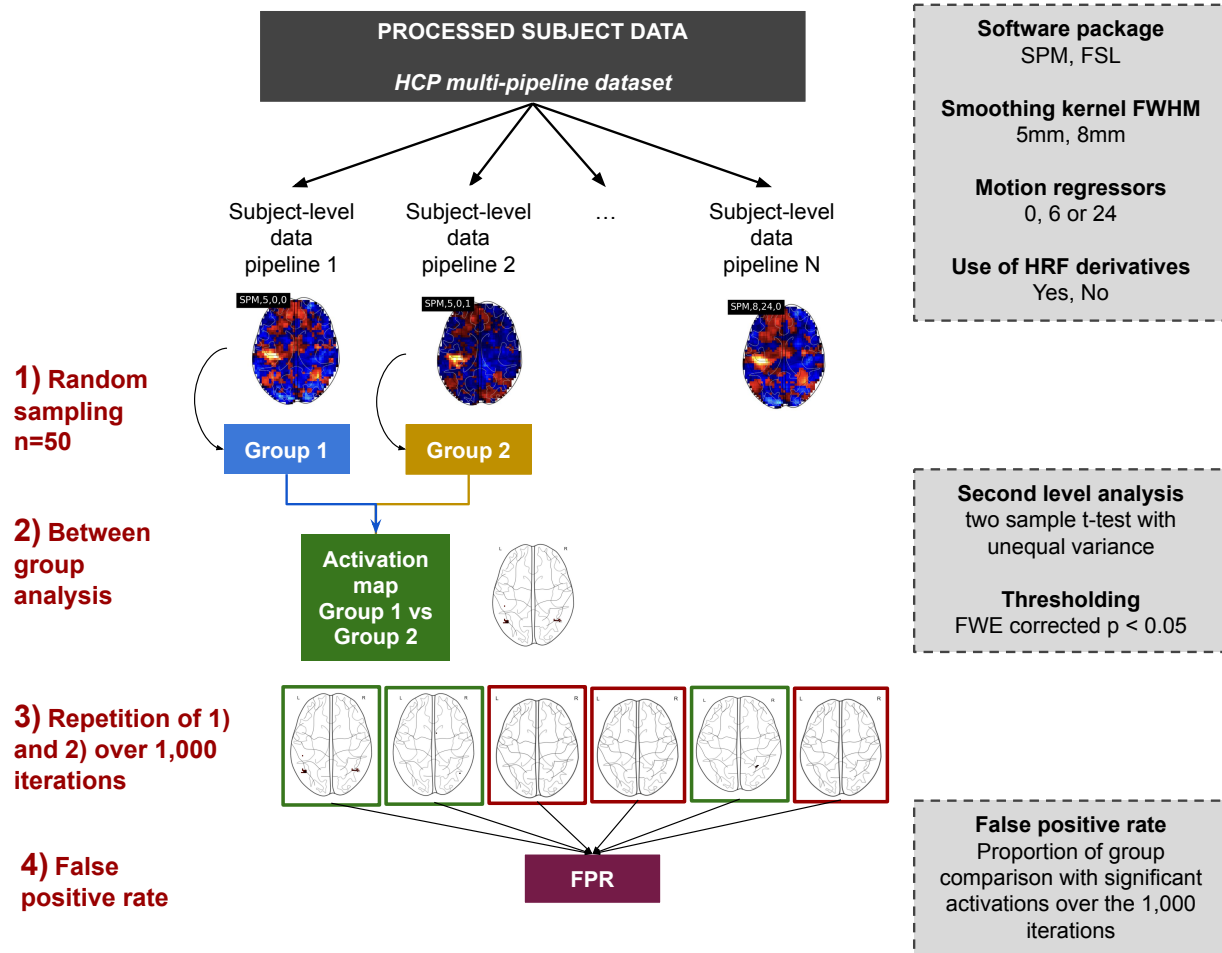 PROCESSED SUBJECT DATA
HCP multi-pipeline dataset
Software package
SPM, FSL
Smoothing kernel FWHM
5mm, 8mm
Motion regressors
0, 6 or 24
Use of HRF derivatives
Yes, No
Subject-level
data
pipeline 1
Subject-level
data
pipeline 2
…
Subject-level
data
pipeline N
SPM,5,0,0
SPM,5,0,1
SPM,8,24,0
1) Random
sampling
n=50
Group 1
Group 2
2) Between
group
analysis
Activation
map
Group 1 vs
Group 2
L R
Second level analysis
two sample t-test with
unequal variance
Thresholding
FWE corrected p < 0.05
3) Repetition of 1)
and 2) over 1,000
iterations
L R
L R
L R
L R
L R
L R
4) False
positive rate
FPR
False positive rate
Proportion of group
comparison with significant
activations over the 1,000
iterations